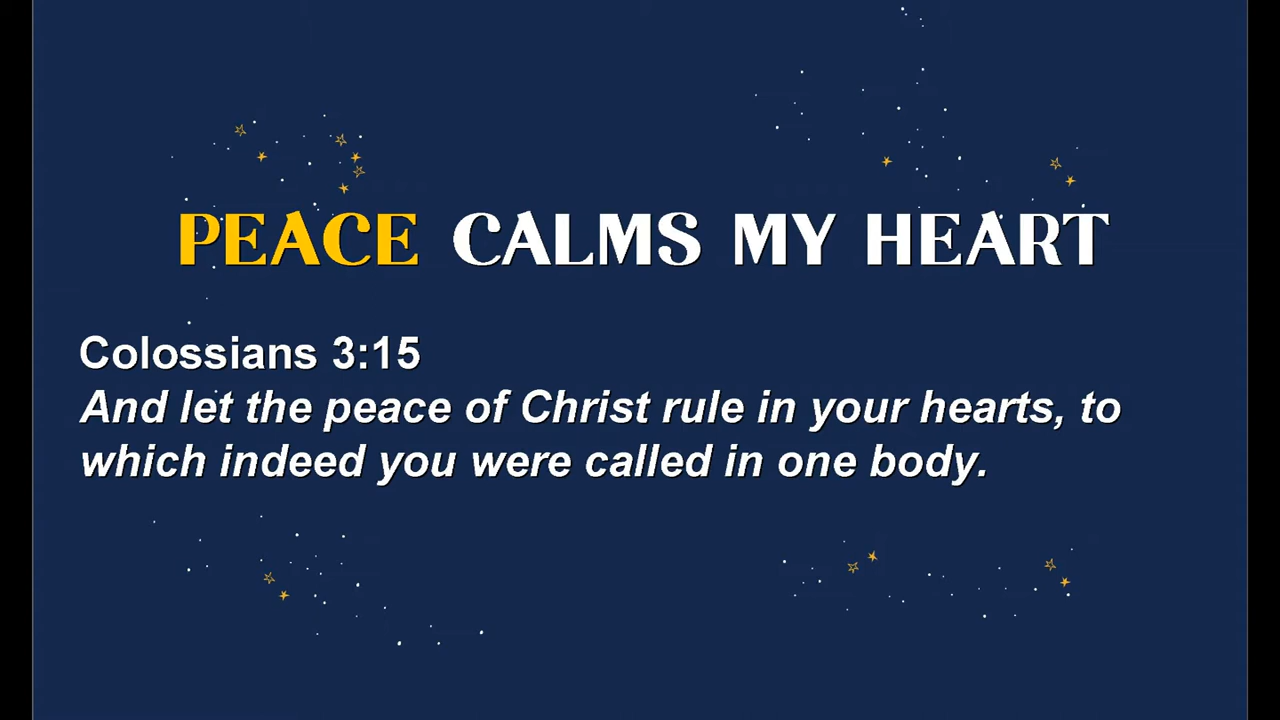 PEACE CALMS MY HEART
Colossians 3:15
And let the peace of Christ rule in your hearts, to
which indeed you were called in one body.